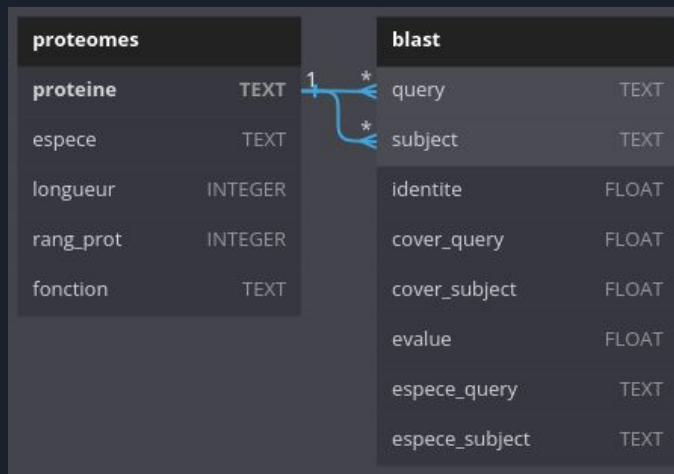 proteomes
proteine TEXT
espece TEXT
longueur INTEGER
rang_prot INTEGER
fonction TEXT
1 *
*
blast
query TEXT
subject TEXT
identite FLOAT
cover_query FLOAT
cover_subject FLOAT
evalue FLOAT
espece_query TEXT
espece_subject TEXT